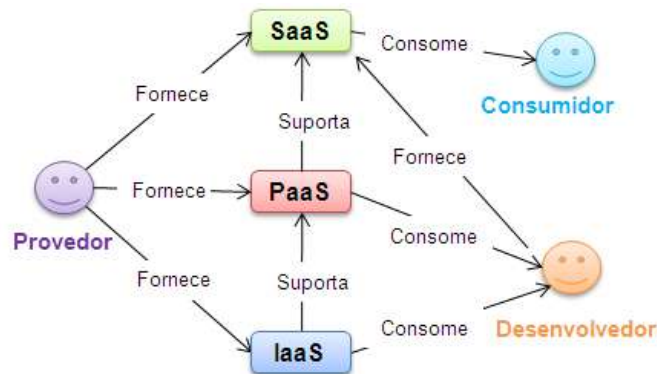 SaaS
Consome
Consumidor
Fornece
Suporta
Fornece
Provedor
Fornece
PaaS
Consome
Fornece
Suporta
Desenvolvedor
IaaS
Consome